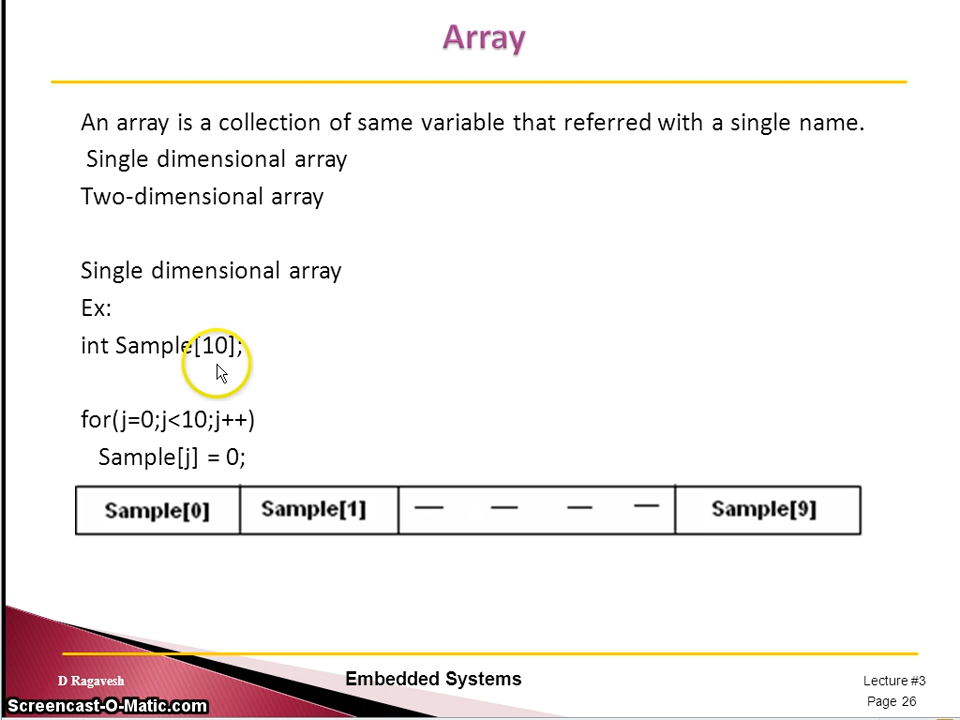 Array
An array is a collection of same variable that referred with a single name.
Single dimensional array
Two-dimensional array
Single dimensional array
Ex:
int Sample[10];
for(j=0;j<10;j++)
Sample[j] = 0;
Sample[0] Sample[1] — — — — Sample[9]
D Ragavesh Embedded Systems Lecture #3
Page 26
Screencast-O-Matic.com